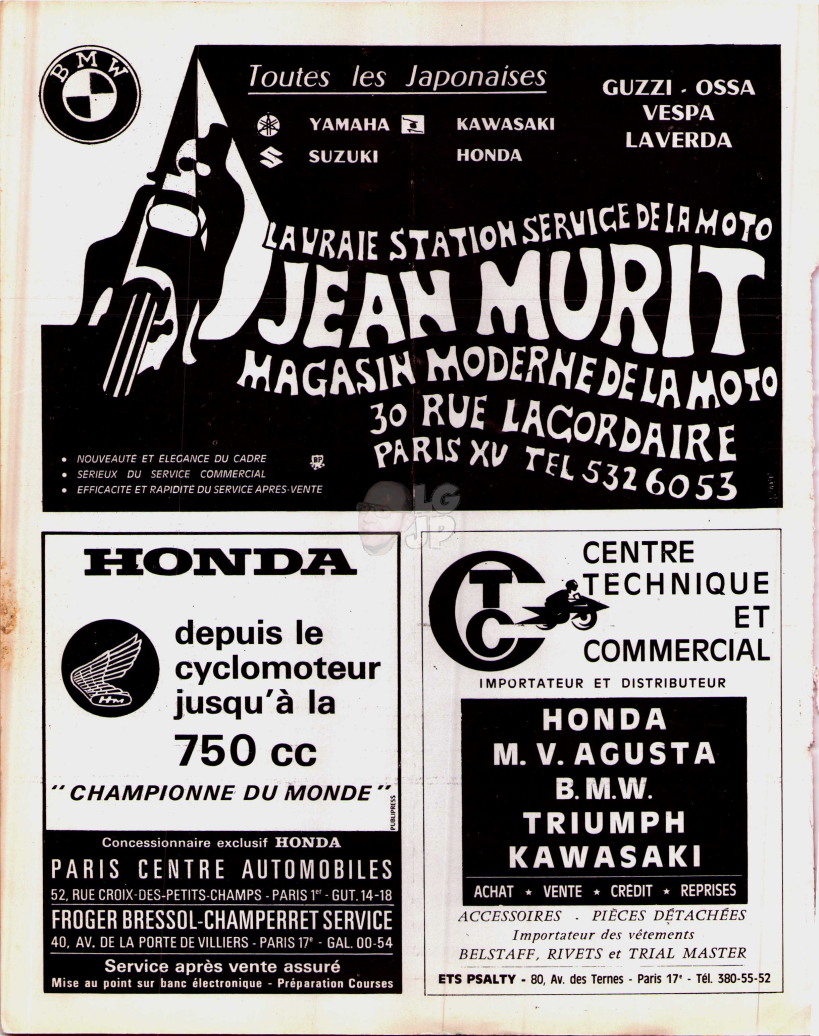 BMW
Toutes les Japonaises
YAMAHA
KAWASAKI
SUZUKI
HONDA
GUZZI - OSSA
VESPA
LAVERDA
LA VRAIE STATION SERVICE DE LA MOTO
JEAN MURIT
MAGASIN MODERNE DE LA MOTO
30 RUE LACORDAIRE
PARIS XV TEL 532 60 53
• NOUVEAUTE ET ELEGANCE DU CADRE
• SERIEUX DU SERVICE COMMERCIAL
• EFFICACITE ET RAPIDITÉ DU SERVICE APRES-VENTE
LG
JP
HONDA
HM
depuis le
cyclomoteur
jusqu'à la
750 cc
"CHAMPIONNE DU MONDE"
PUBLIPRESS
Concessionnaire exclusif HONDA
PARIS CENTRE AUTOMOBILES
52, RUE CROIX-DES-PETITS-CHAMPS - PARIS 1er - GUT. 14-18
FROGER BRESSOL-CHAMPERRET SERVICE
40, AV. DE LA PORTE DE VILLIERS - PARIS 17e - GAL. 00-54
Service après vente assuré
Mise au point sur banc électronique - Préparation Courses
CTC
CENTRE
TECHNIQUE
ET
COMMERCIAL
IMPORTATEUR ET DISTRIBUTEUR
HONDA
M. V. AGUSTA
B.M.W.
TRIUMPH
KAWASAKI
ACHAT ★ VENTE ★ CRÉDIT ★ REPRISES
ACCESSOIRES - PIÈCES DÉTACHÉES
Importateur des vêtements
BELSTAFF, RIVETS et TRIAL MASTER
ETS PSALTY - 80, Av. des Ternes - Paris 17e - Tél. 380-55-52